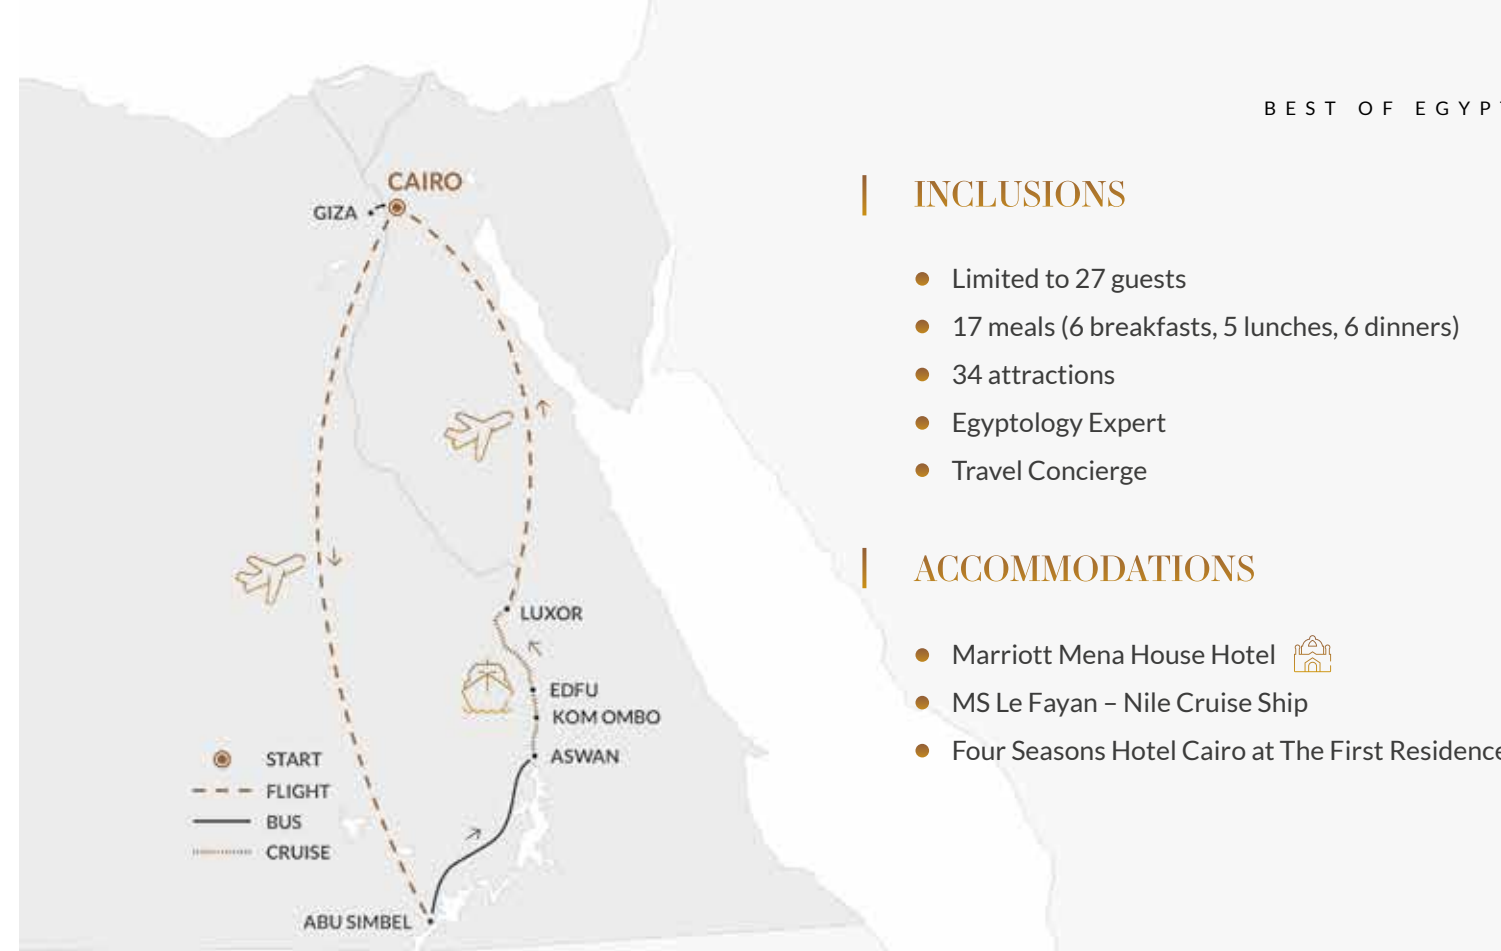 BEST OF EGYPT
INCLUSIONS
Limited to 27 guests
17 meals (6 breakfasts, 5 lunches, 6 dinners)
34 attractions
Egyptology Expert
Travel Concierge
ACCOMMODATIONS
Marriott Mena House Hotel
MS Le Fayan – Nile Cruise Ship
Four Seasons Hotel Cairo at The First Residence
CAIRO
GIZA
LUXOR
EDFU
KOM OMBO
ASWAN
START
FLIGHT
BUS
CRUISE
ABU SIMBEL